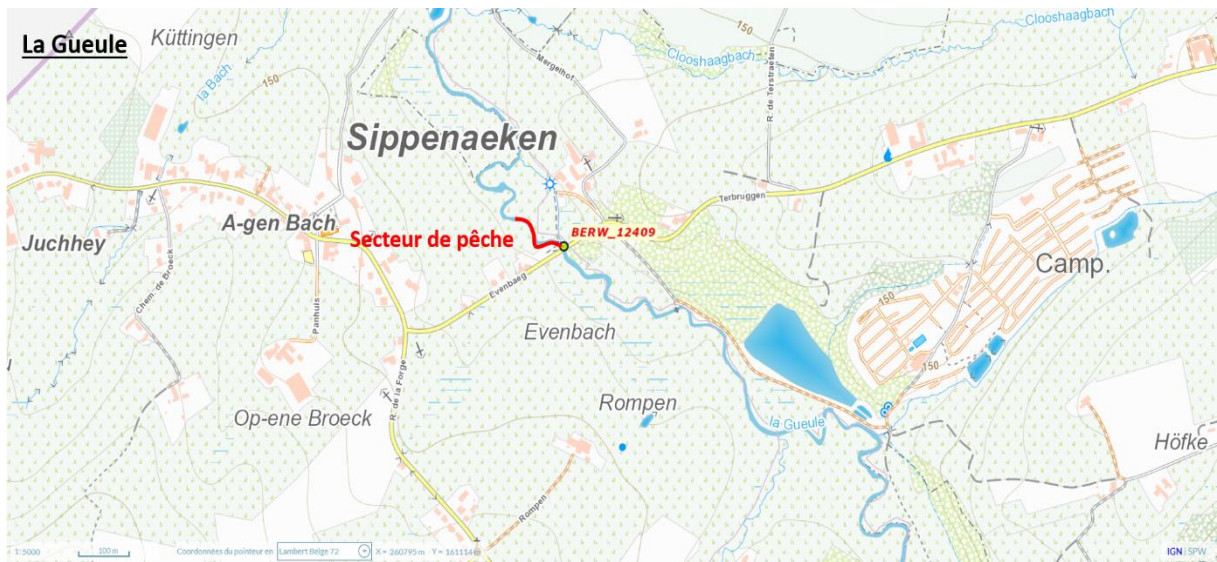 La Gueule
Küttingen
la Bach
150
Mergelhof
Clooshaagbach
150
Clooshaagbach
R. de Terstraeten
150
Sippenaeken
Terbruggen
A-gen Bach
Juchhey
Secteur de pêche
BERW_12409
Camp.
Chem. de Broeck
Panhuis
Evenbaeg
Evenbach
150
150
R. de la Forge
Op-ene Broeck
Rompen
la Gueule
Höfke
Rompen
1:5000
100 m
Coordonnées du pointeur en Lambert Belge 72 X = 260795 m - Y = 161114 m
IGN | SPW